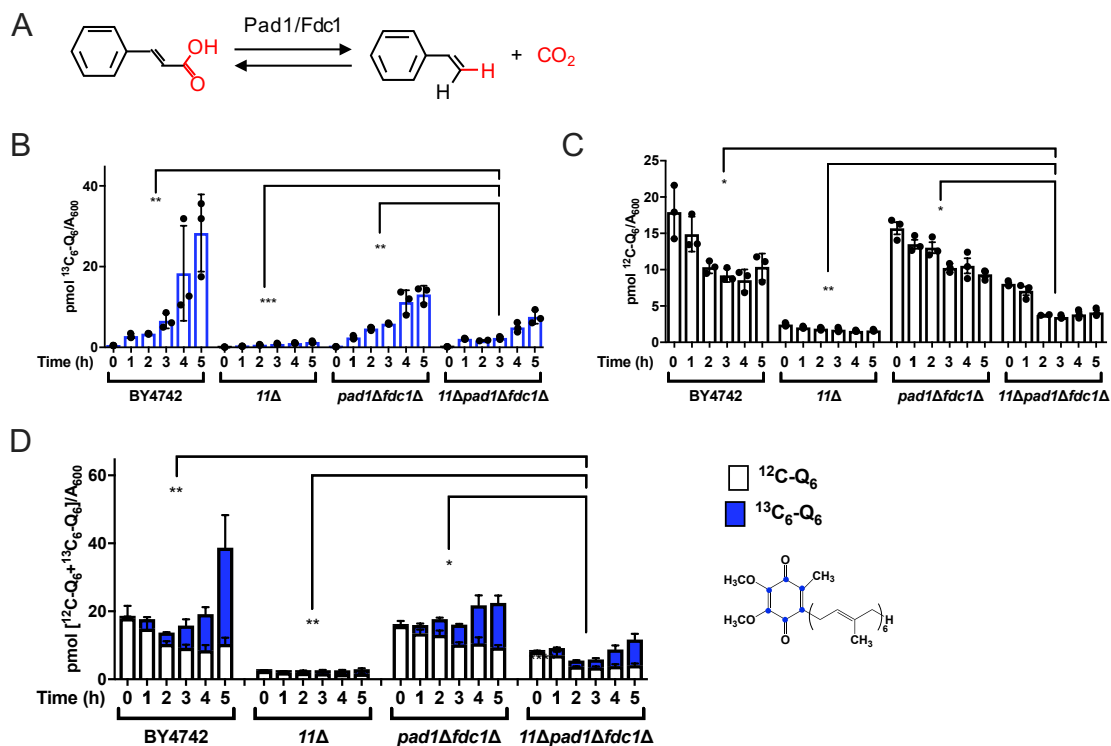 A
Pad1/Fdc1
OH
O
H
H
+ CO₂
B
pmol ¹³C₆-Q₆/A₆₀₀
40
20
0
**
***
**
Time (h) 0 1 2 3 4 5 0 1 2 3 4 5 0 1 2 3 4 5 0 1 2 3 4 5
BY4742 11Δ pad1Δfdc1Δ 11Δpad1Δfdc1Δ
C
pmol ¹²C-Q₆/A₆₀₀
25
20
15
10
5
0
*
**
*
Time (h) 0 1 2 3 4 5 0 1 2 3 4 5 0 1 2 3 4 5 0 1 2 3 4 5
BY4742 11Δ pad1Δfdc1Δ 11Δpad1Δfdc1Δ
D
pmol [¹²C-Q₆+¹³C₆-Q₆]/A₆₀₀
60
40
20
0
**
**
*
Time (h) 0 1 2 3 4 5 0 1 2 3 4 5 0 1 2 3 4 5 0 1 2 3 4 5
BY4742 11Δ pad1Δfdc1Δ 11Δpad1Δfdc1Δ
¹²C-Q₆
¹³C₆-Q₆
O
H₃CO CH₃
H₃CO H
6
O CH₃